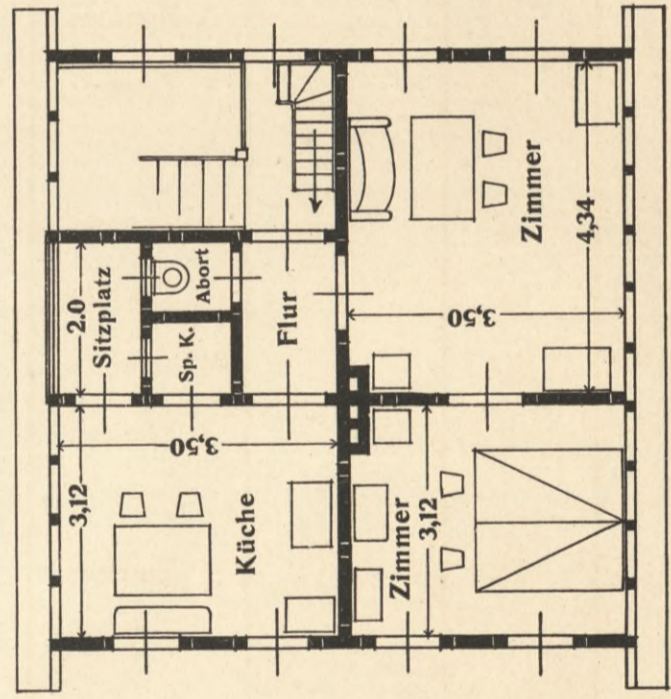 Zimmer
4,34
3,50
2.0
Sitzplatz
Abort
Sp. K.
Flur
3,12
3,50
Küche
Zimmer
3,12